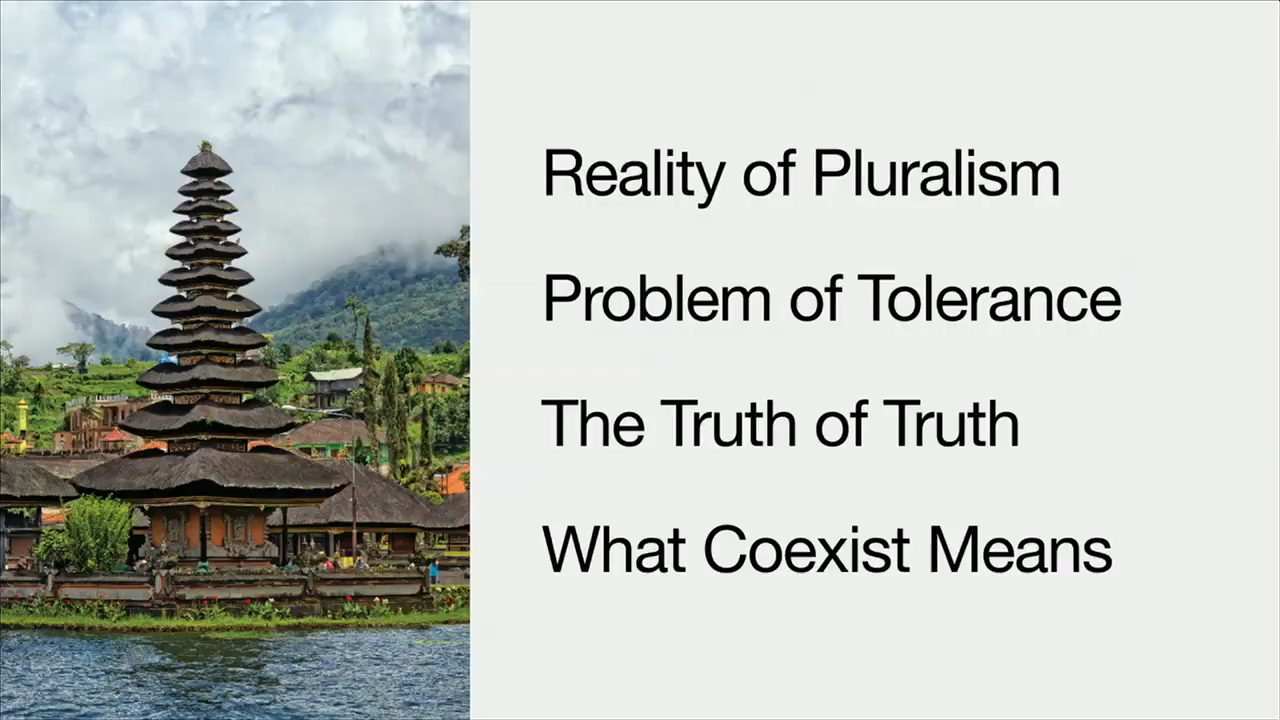 Reality of Pluralism
Problem of Tolerance
The Truth of Truth
What Coexist Means